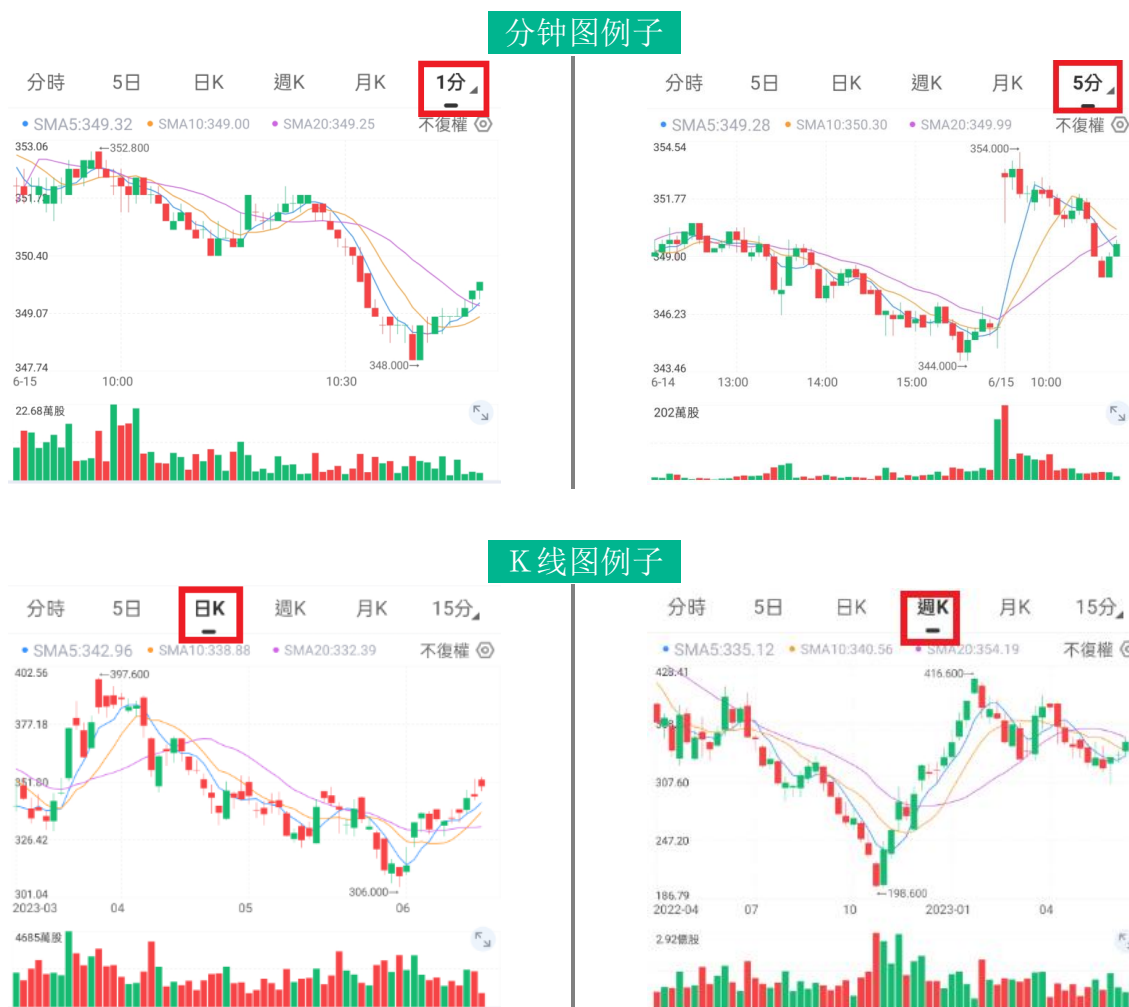 分钟图例子
分時 5日 日K 週K 月K 1分
SMA5:349.32 SMA10:349.00 SMA20:349.25 不復權
353.06
352.800
351.73
350.40
349.07
348.000
347.74
6-15 10:00 10:30
22.68萬股
分時 5日 日K 週K 月K 5分
SMA5:349.28 SMA10:350.30 SMA20:349.99 不復權
354.54
354.000
351.77
349.00
346.23
344.000
343.46
6-14 13:00 14:00 15:00 6/15 10:00
202萬股
K线图例子
分時 5日 日K 週K 月K 15分
SMA5:342.96 SMA10:338.88 SMA20:332.39 不復權
402.56
397.600
377.18
351.80
326.42
306.000
301.04
2023-03 04 05 06
4685萬股
分時 5日 日K 週K 月K 15分
SMA5:335.12 SMA10:340.56 SMA20:354.19 不復權
428.41
416.600
307.60
247.20
198.600
186.79
2022-04 07 10 2023-01 04
2.92億股